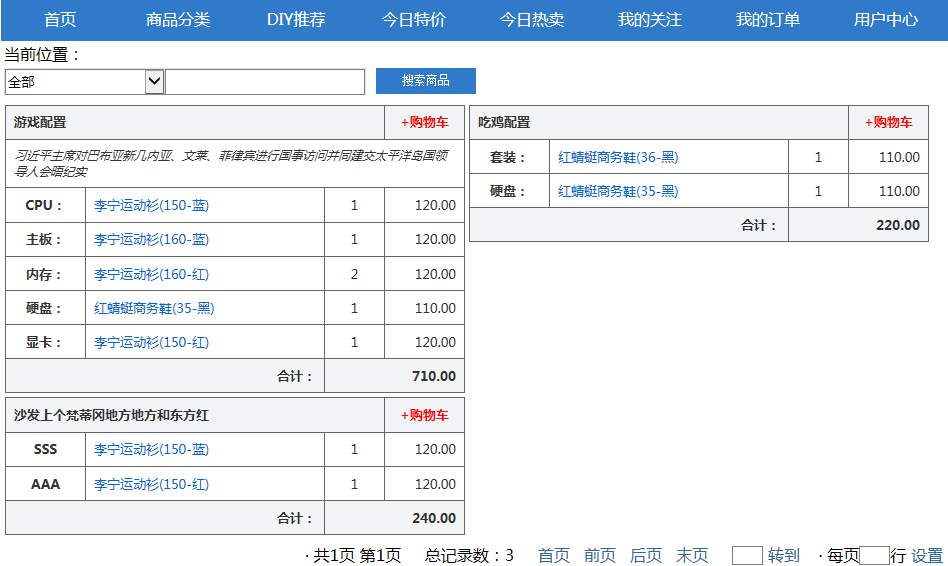 首页 商品分类 DIY推荐 今日特价 今日热卖 我的关注 我的订单 用户中心
当前位置：
全部 搜索商品
游戏配置 +购物车
习近平主席对巴布亚新几内亚、文莱、菲律宾进行国事访问并同建交太平洋岛国领
导人会晤纪实
CPU： 李宁运动衫(150-蓝) 1 120.00
主板： 李宁运动衫(160-蓝) 1 120.00
内存： 李宁运动衫(160-红) 2 120.00
硬盘： 红蜻蜓商务鞋(35-黑) 1 110.00
显卡： 李宁运动衫(150-红) 1 120.00
合计： 710.00
沙发上个梵蒂冈地方地方和东方红 +购物车
SSS 李宁运动衫(150-蓝) 1 120.00
AAA 李宁运动衫(150-红) 1 120.00
合计： 240.00
吃鸡配置 +购物车
套装： 红蜻蜓商务鞋(36-黑) 1 110.00
硬盘： 红蜻蜓商务鞋(35-黑) 1 110.00
合计： 220.00
· 共1页 第1页 总记录数：3 首页 前页 后页 末页 转到 · 每页 行 设置